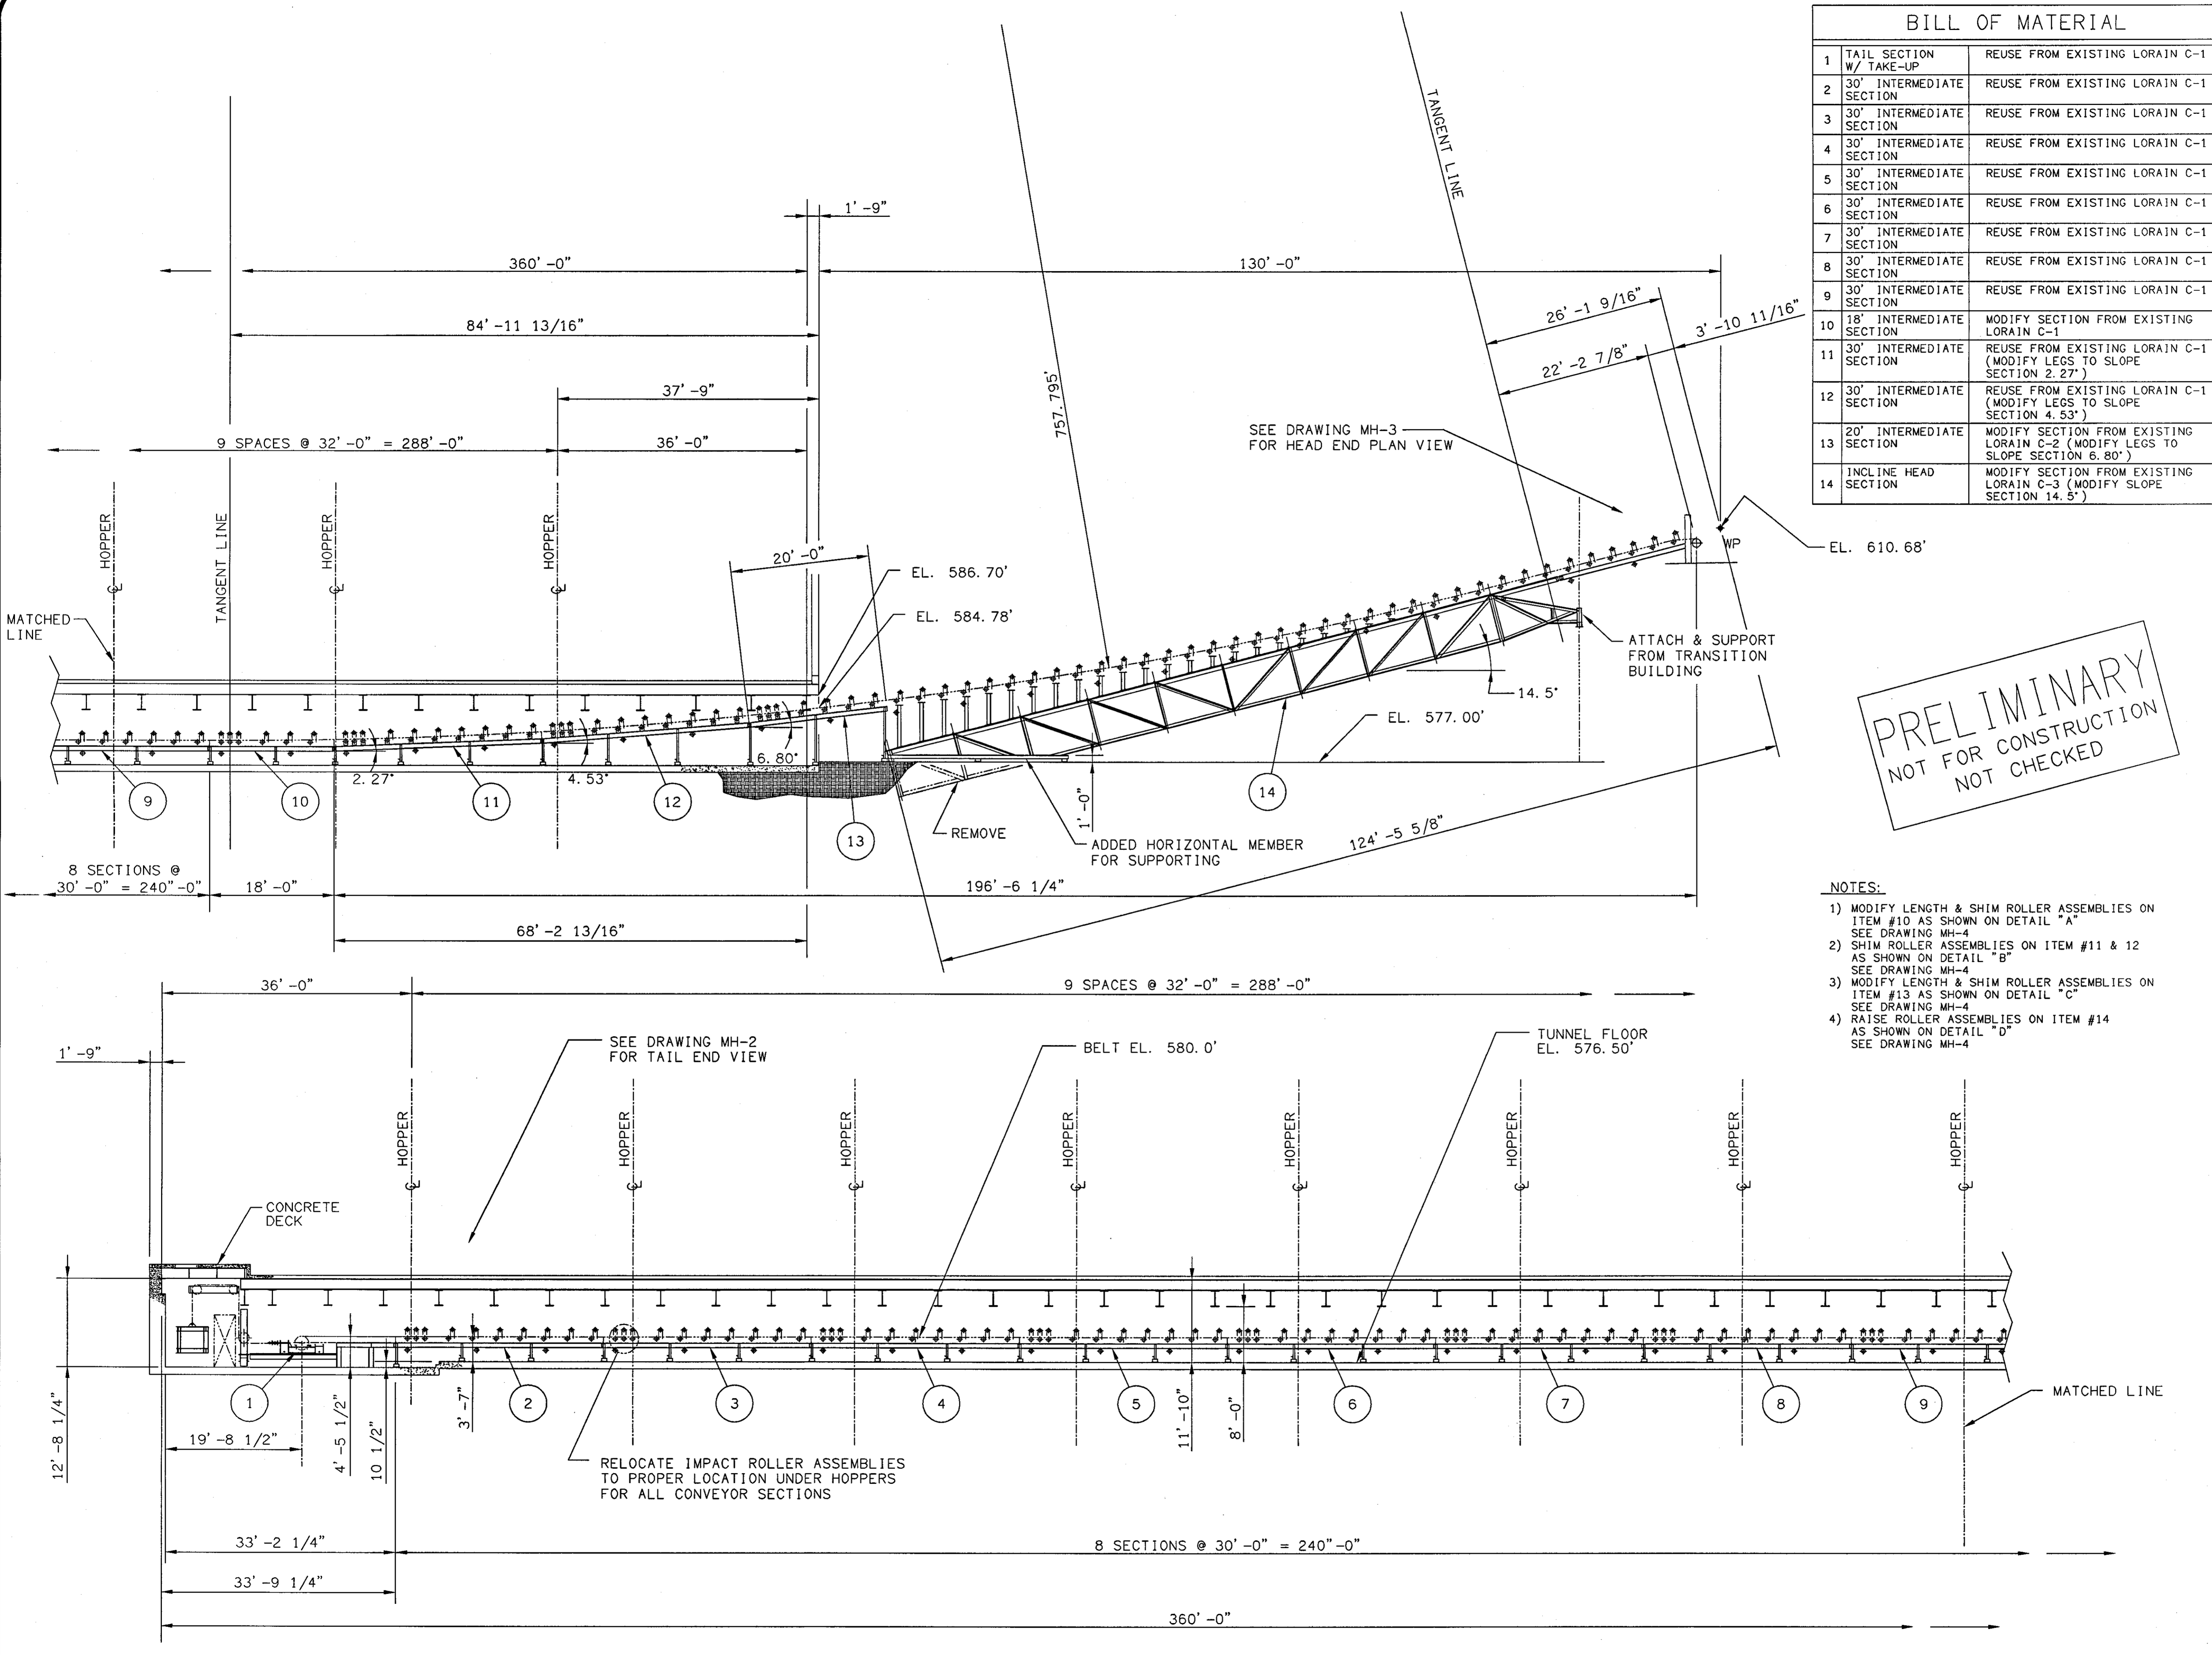 BILL OF MATERIAL
1 TAIL SECTION REUSE FROM EXISTING LORAIN C-1
W/ TAKE-UP
2 30' INTERMEDIATE REUSE FROM EXISTING LORAIN C-1
SECTION
3 30' INTERMEDIATE REUSE FROM EXISTING LORAIN C-1
SECTION
4 30' INTERMEDIATE REUSE FROM EXISTING LORAIN C-1
SECTION
5 30' INTERMEDIATE REUSE FROM EXISTING LORAIN C-1
SECTION
6 30' INTERMEDIATE REUSE FROM EXISTING LORAIN C-1
SECTION
7 30' INTERMEDIATE REUSE FROM EXISTING LORAIN C-1
SECTION
8 30' INTERMEDIATE REUSE FROM EXISTING LORAIN C-1
SECTION
9 30' INTERMEDIATE REUSE FROM EXISTING LORAIN C-1
SECTION
10 18' INTERMEDIATE MODIFY SECTION FROM EXISTING
SECTION LORAIN C-1
11 30' INTERMEDIATE REUSE FROM EXISTING LORAIN C-1
SECTION (MODIFY LEGS TO SLOPE
SECTION 2.27°)
12 30' INTERMEDIATE REUSE FROM EXISTING LORAIN C-1
SECTION (MODIFY LEGS TO SLOPE
SECTION 4.53°)
13 20' INTERMEDIATE MODIFY SECTION FROM EXISTING
SECTION LORAIN C-2 (MODIFY LEGS TO
SLOPE SECTION 6.80°)
14 INCLINE HEAD MODIFY SECTION FROM EXISTING
SECTION LORAIN C-3 (MODIFY SLOPE
SECTION 14.5°)
TANGENT LINE
1'-9"
360'-0"
130'-0"
26'-1 9/16"
3'-10 11/16"
84'-11 13/16"
22'-2 7/8"
757.795'
37'-9"
SEE DRAWING MH-3
FOR HEAD END PLAN VIEW
9 SPACES @ 32'-0" = 288'-0"
36'-0"
HOPPER
TANGENT LINE
HOPPER
HOPPER
20'-0"
EL. 586.70'
WP
EL. 610.68'
EL. 584.78'
MATCHED
LINE
ATTACH & SUPPORT
FROM TRANSITION
BUILDING
14.5°
EL. 577.00'
PRELIMINARY
NOT FOR CONSTRUCTION
NOT CHECKED
6.80°
2.27°
4.53°
9
10
11
12
13
14
1'-0"
REMOVE
ADDED HORIZONTAL MEMBER
FOR SUPPORTING
124'-5 5/8"
8 SECTIONS @
30'-0" = 240"-0"
18'-0"
196'-6 1/4"
68'-2 13/16"
NOTES:
1) MODIFY LENGTH & SHIM ROLLER ASSEMBLIES ON
ITEM #10 AS SHOWN ON DETAIL "A"
SEE DRAWING MH-4
2) SHIM ROLLER ASSEMBLIES ON ITEM #11 & 12
AS SHOWN ON DETAIL "B"
SEE DRAWING MH-4
3) MODIFY LENGTH & SHIM ROLLER ASSEMBLIES ON
ITEM #13 AS SHOWN ON DETAIL "C"
SEE DRAWING MH-4
4) RAISE ROLLER ASSEMBLIES ON ITEM #14
AS SHOWN ON DETAIL "D"
SEE DRAWING MH-4
36'-0"
9 SPACES @ 32'-0" = 288'-0"
1'-9"
SEE DRAWING MH-2
FOR TAIL END VIEW
BELT EL. 580.0'
TUNNEL FLOOR
EL. 576.50'
HOPPER
HOPPER
HOPPER
HOPPER
HOPPER
HOPPER
HOPPER
HOPPER
CONCRETE
DECK
1
2
3
4
5
6
7
8
9
MATCHED LINE
12'-8 1/4"
19'-8 1/2"
4'-5 1/2"
10 1/2"
3'-7"
11'-10"
8'-0"
RELOCATE IMPACT ROLLER ASSEMBLIES
TO PROPER LOCATION UNDER HOPPERS
FOR ALL CONVEYOR SECTIONS
33'-2 1/4"
8 SECTIONS @ 30'-0" = 240"-0"
33'-9 1/4"
360'-0"